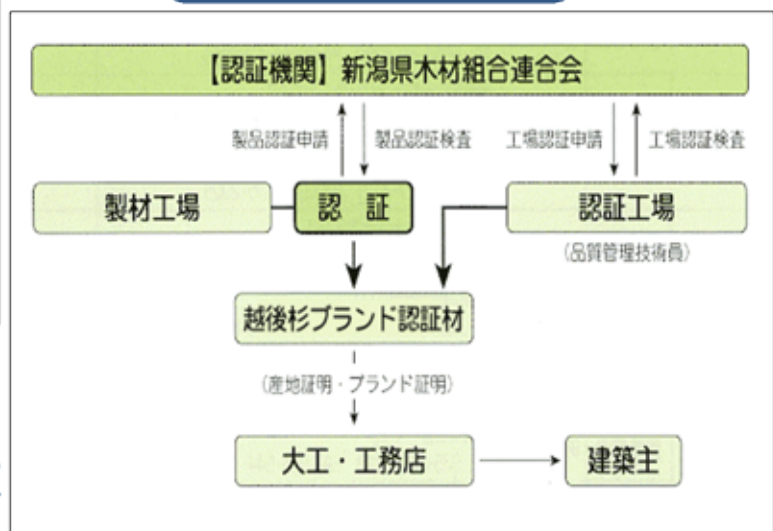 【認証機関】新潟県木材組合連合会
製品認証申請
製品認証検査
工場認証申請
工場認証検査
製材工場
認証
認証工場
(品質管理技術員)
越後杉ブランド認証材
(産地証明・ブランド証明)
大工・工務店
建築主